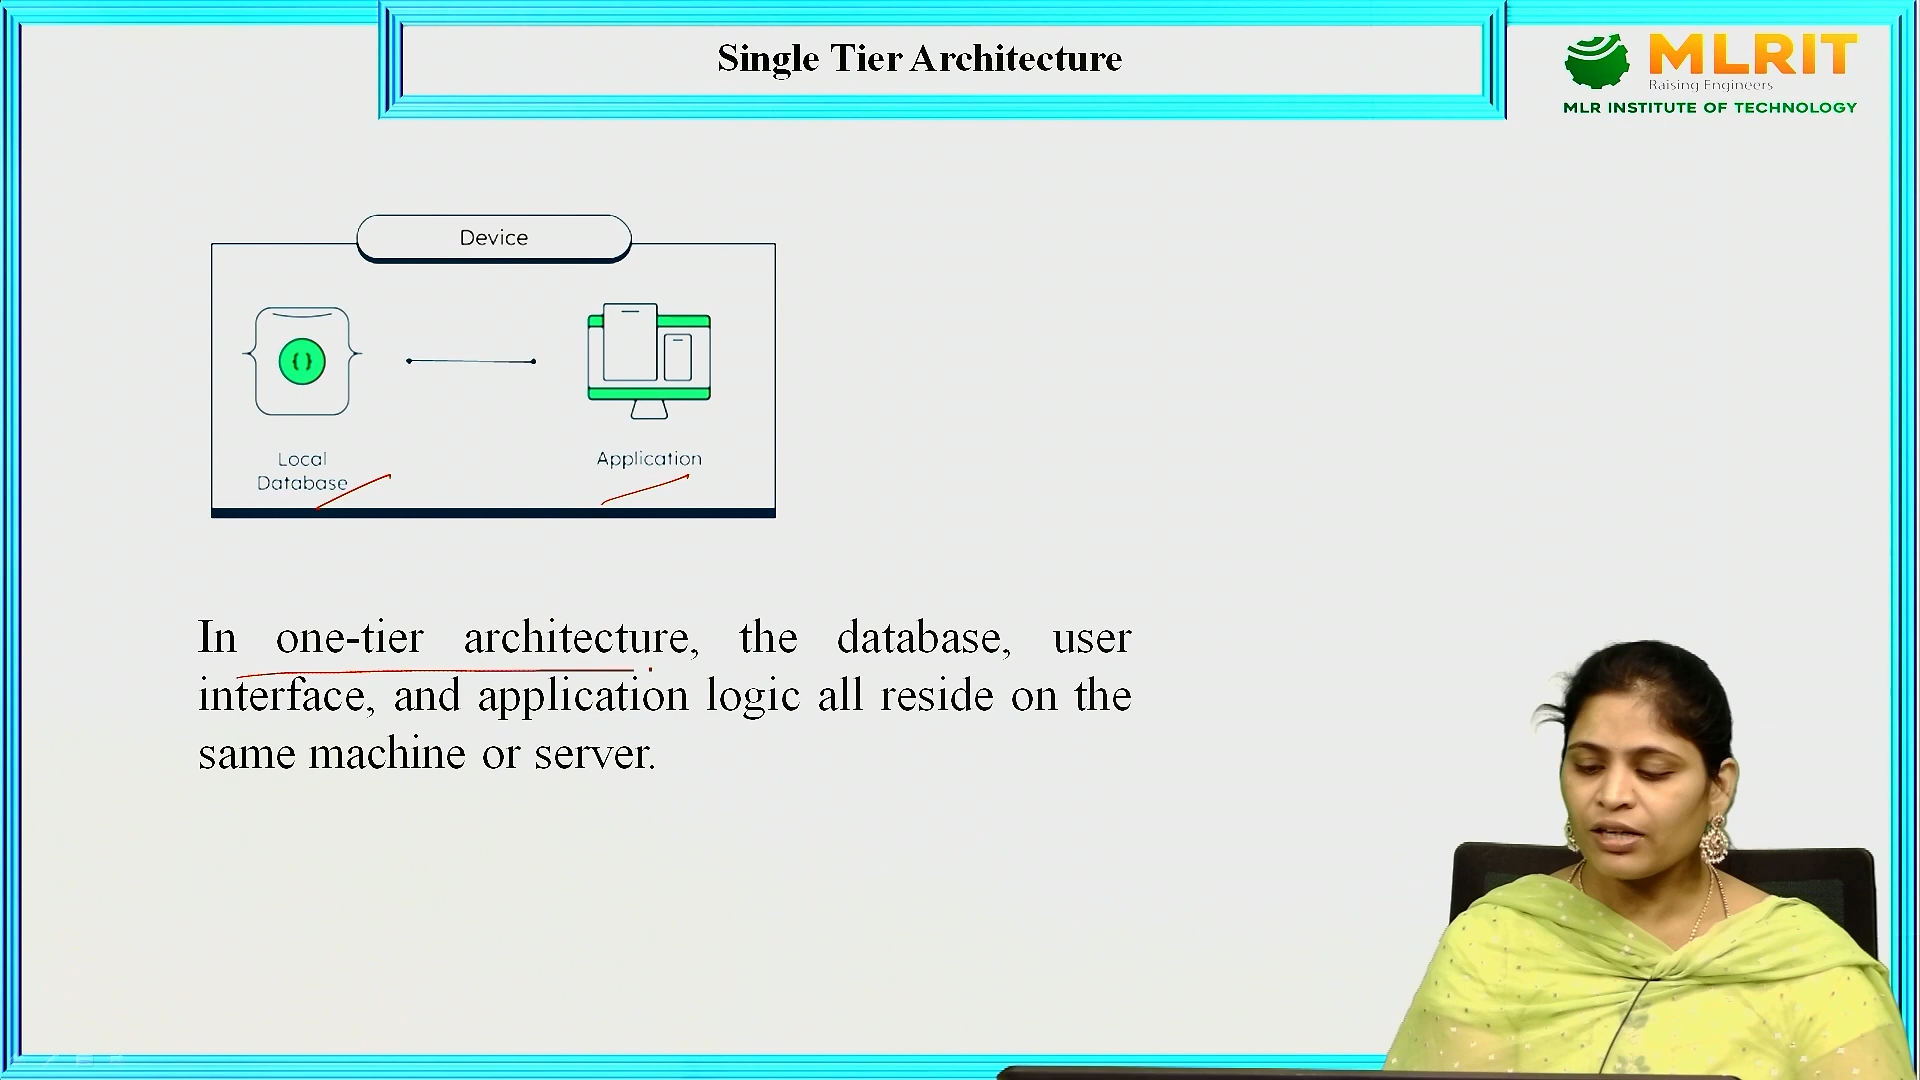 Single Tier Architecture
MLRIT
Raising Engineers
MLR INSTITUTE OF TECHNOLOGY
Device
{}
Local
Database
Application
In one-tier architecture, the database, user
interface, and application logic all reside on the
same machine or server.